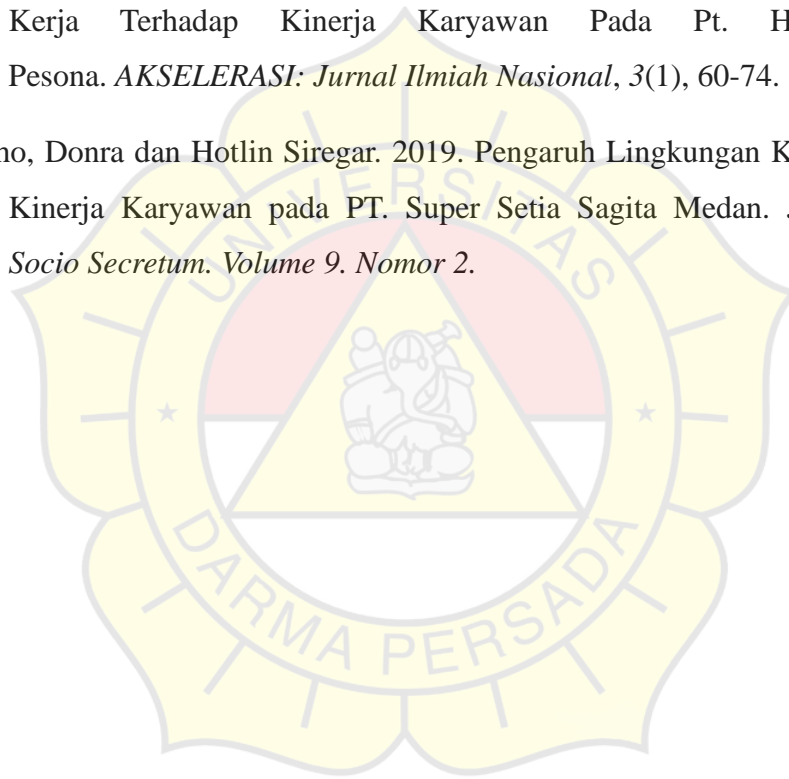 Kerja Terhadap Kinerja Karyawan Pada Pt. H
Pesona. AKSELERASI: Jurnal Ilmiah Nasional, 3(1), 60-74.
no, Donra dan Hotlin Siregar. 2019. Pengaruh Lingkungan K
Kinerja Karyawan pada PT. Super Setia Sagita Medan.
Socio Secretum. Volume 9. Nomor 2.
UNIVERSITAS
DARMA PERSADA